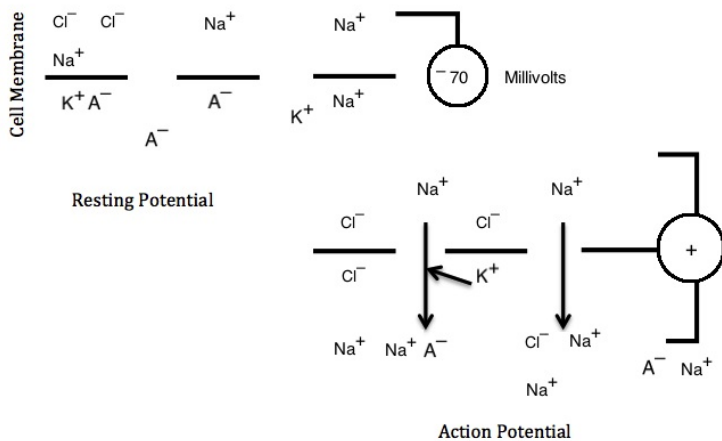 Cell Membrane
Cl⁻ Cl⁻ Na⁺ Na⁺
Na⁺
⁻70 Millivolts
K⁺ A⁻ A⁻ Na⁺
K⁺
A⁻
Resting Potential
Na⁺ Na⁺
Cl⁻ Cl⁻
+
Cl⁻ K⁺
Na⁺ Na⁺ A⁻ Cl⁻ Na⁺
A⁻ Na⁺
Na⁺
Action Potential